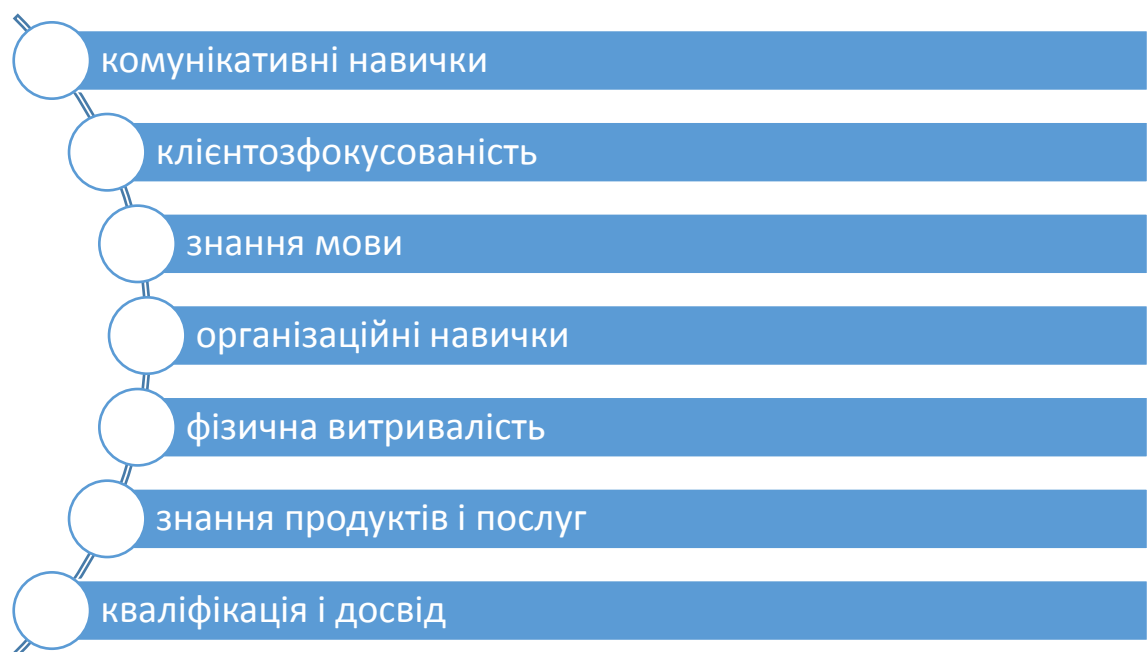 комунікативні навички
клієнтозфокусованість
знання мови
організаційні навички
фізична витривалість
знання продуктів і послуг
кваліфікація і досвід